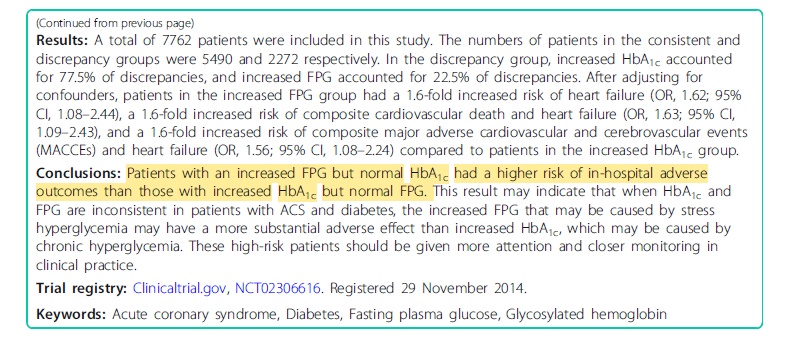 (Continued from previous page)
Results: A total of 7762 patients were included in this study. The numbers of patients in the consistent and
discrepancy groups were 5490 and 2272 respectively. In the discrepancy group, increased HbA1c accounted
for 77.5% of discrepancies, and increased FPG accounted for 22.5% of discrepancies. After adjusting for
confounders, patients in the increased FPG group had a 1.6-fold increased risk of heart failure (OR, 1.62; 95%
CI, 1.08–2.44), a 1.6-fold increased risk of composite cardiovascular death and heart failure (OR, 1.63; 95% CI,
1.09–2.43), and a 1.6-fold increased risk of composite major adverse cardiovascular and cerebrovascular events
(MACCEs) and heart failure (OR, 1.56; 95% CI, 1.08–2.24) compared to patients in the increased HbA1c group.
Conclusions: Patients with an increased FPG but normal HbA1c had a higher risk of in-hospital adverse
outcomes than those with increased HbA1c but normal FPG. This result may indicate that when HbA1c and
FPG are inconsistent in patients with ACS and diabetes, the increased FPG that may be caused by stress
hyperglycemia may have a more substantial adverse effect than increased HbA1c, which may be caused by
chronic hyperglycemia. These high-risk patients should be given more attention and closer monitoring in
clinical practice.
Trial registry: Clinicaltrial.gov, NCT02306616. Registered 29 November 2014.
Keywords: Acute coronary syndrome, Diabetes, Fasting plasma glucose, Glycosylated hemoglobin